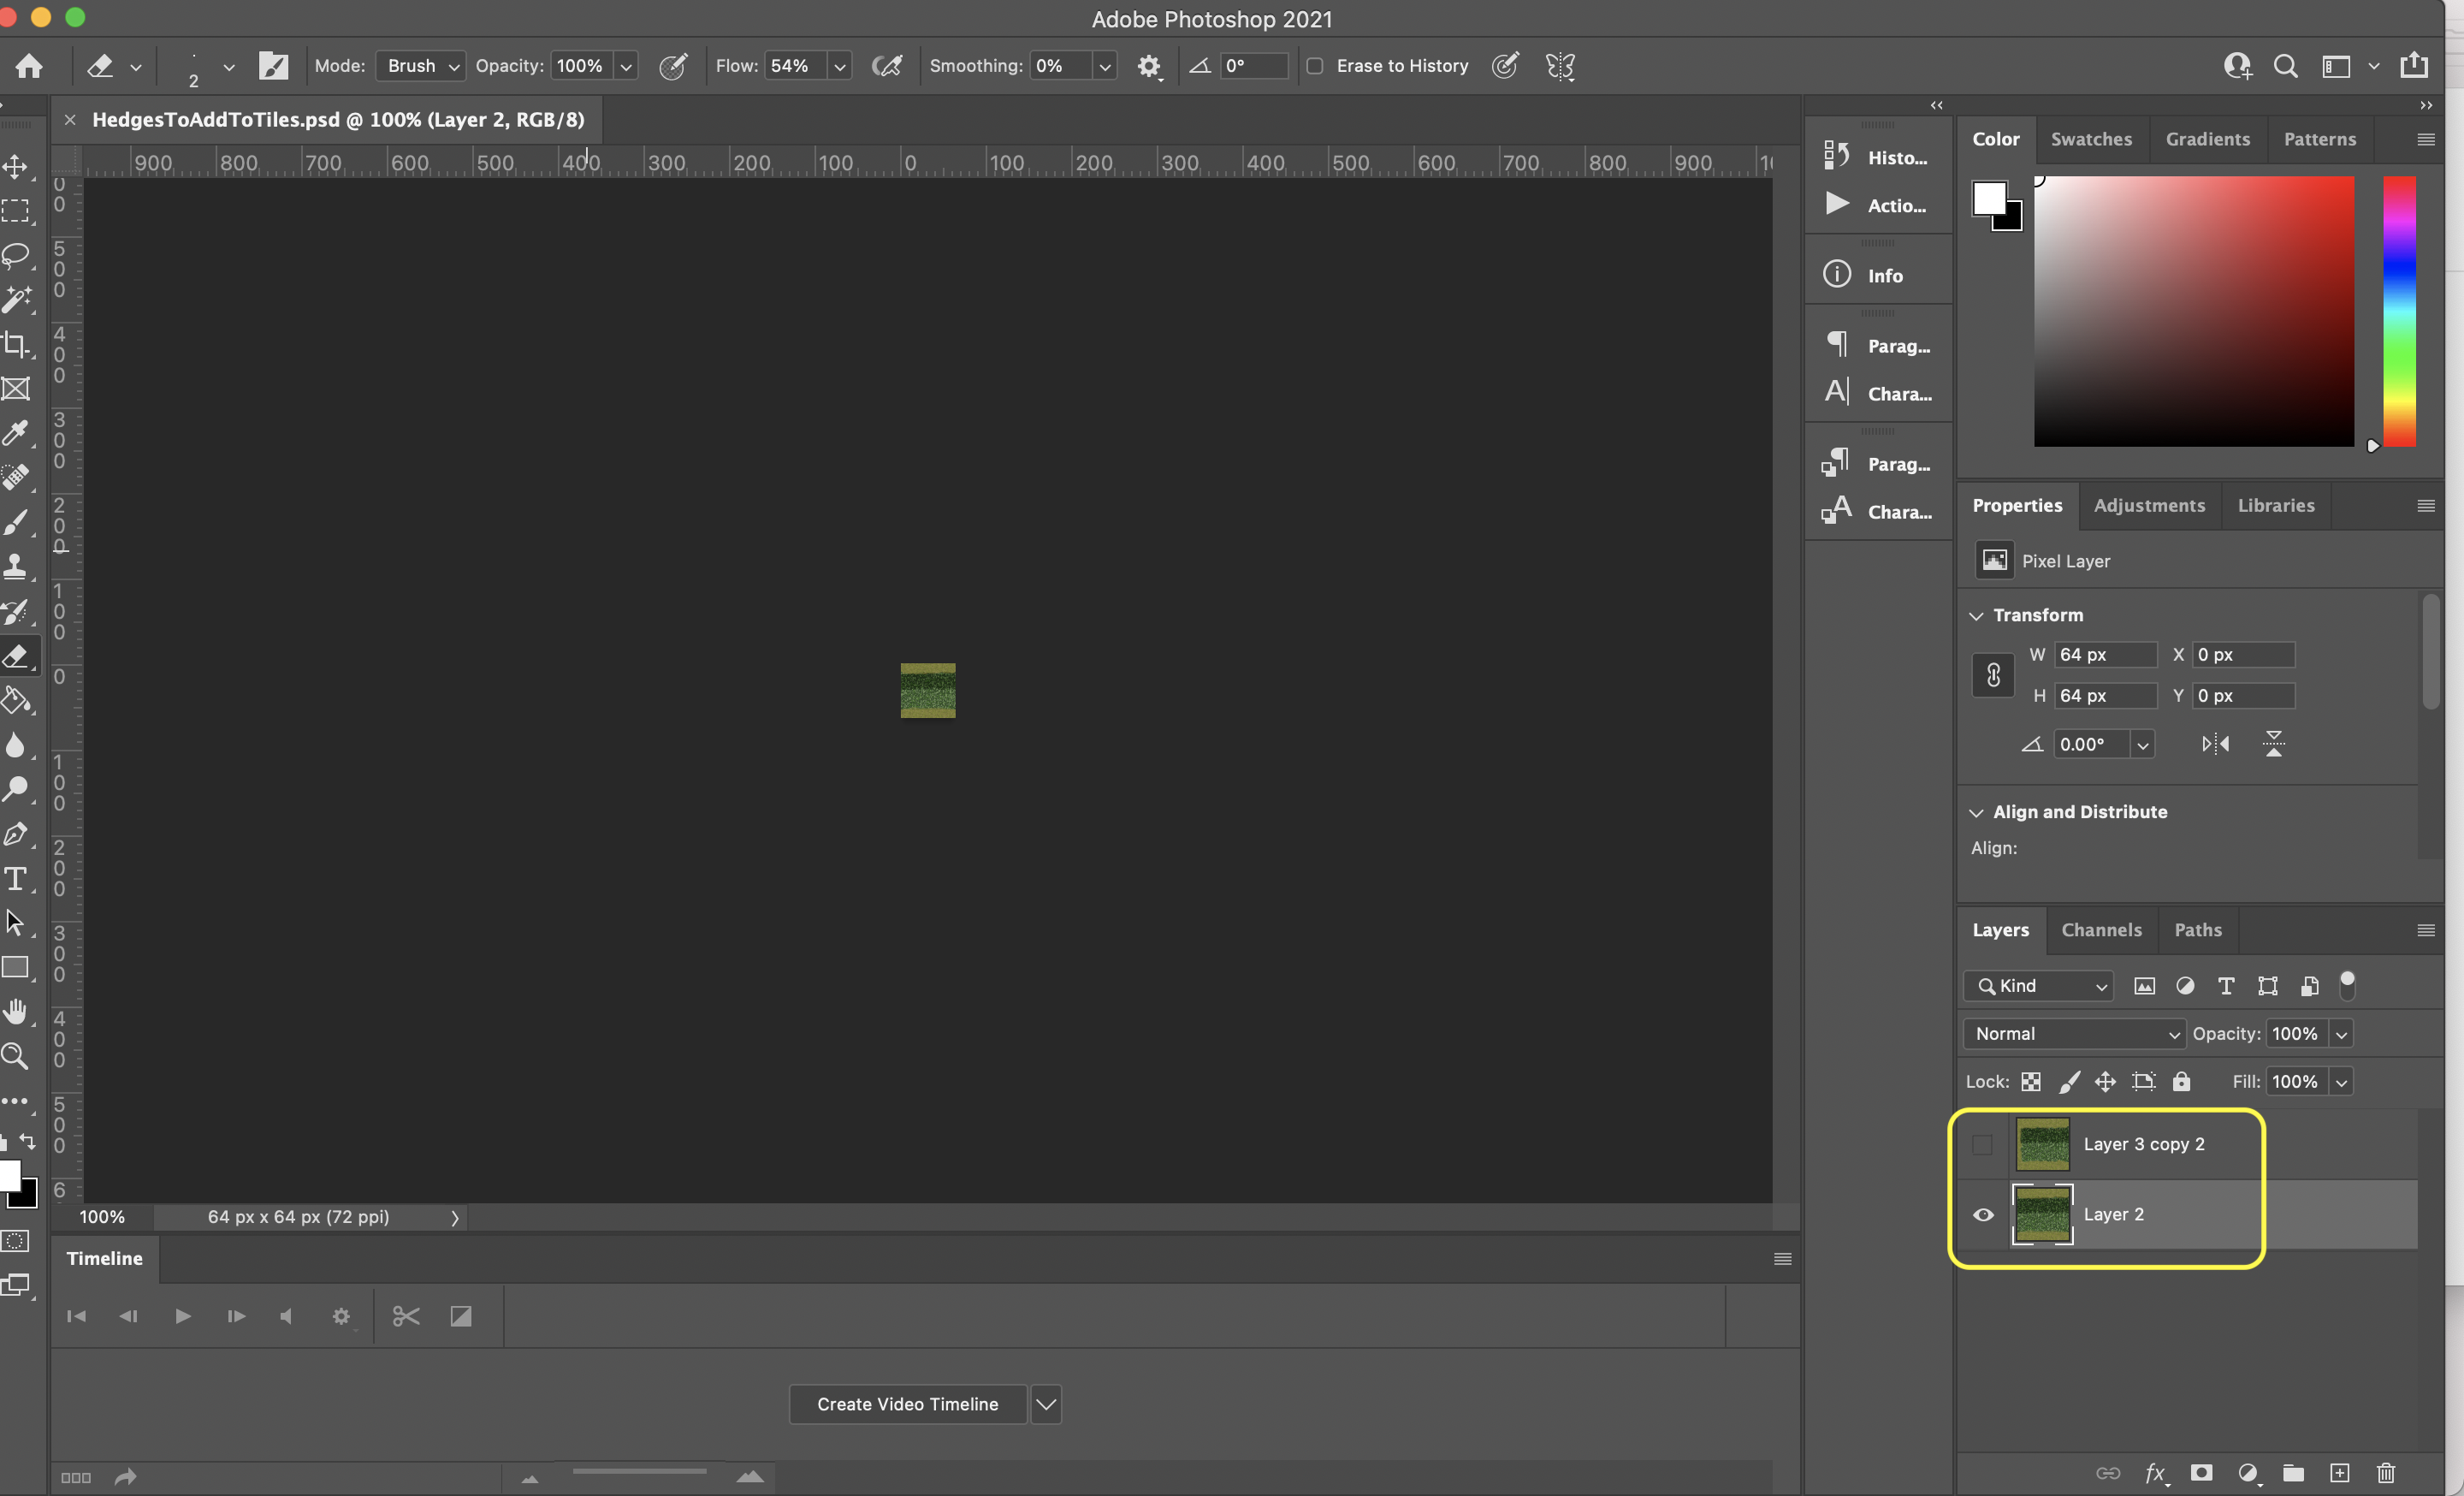 Adobe Photoshop 2021
2 Mode: Brush Opacity: 100% Flow: 54% Smoothing: 0% 0° Erase to History
HedgesToAddToTiles.psd @ 100% (Layer 2, RGB/8)
900 800 700 600 500 400 300 200 100 0 100 200 300 400 500 600 700 800 900
0 0
5 0 0
4 0 0
3 0 0
2 0 0
1 0 0
0
1 0 0
2 0 0
3 0 0
4 0 0
5 0 0
6
100% 64 px x 64 px (72 ppi)
Timeline
Create Video Timeline
Histo...
Actio...
Info
Parag...
Chara...
Parag...
Chara...
Color Swatches Gradients Patterns
Properties Adjustments Libraries
Pixel Layer
Transform
W 64 px X 0 px
H 64 px Y 0 px
0.00°
Align and Distribute
Align:
Layers Channels Paths
Kind
Normal Opacity: 100%
Lock: Fill: 100%
Layer 3 copy 2
Layer 2
fx